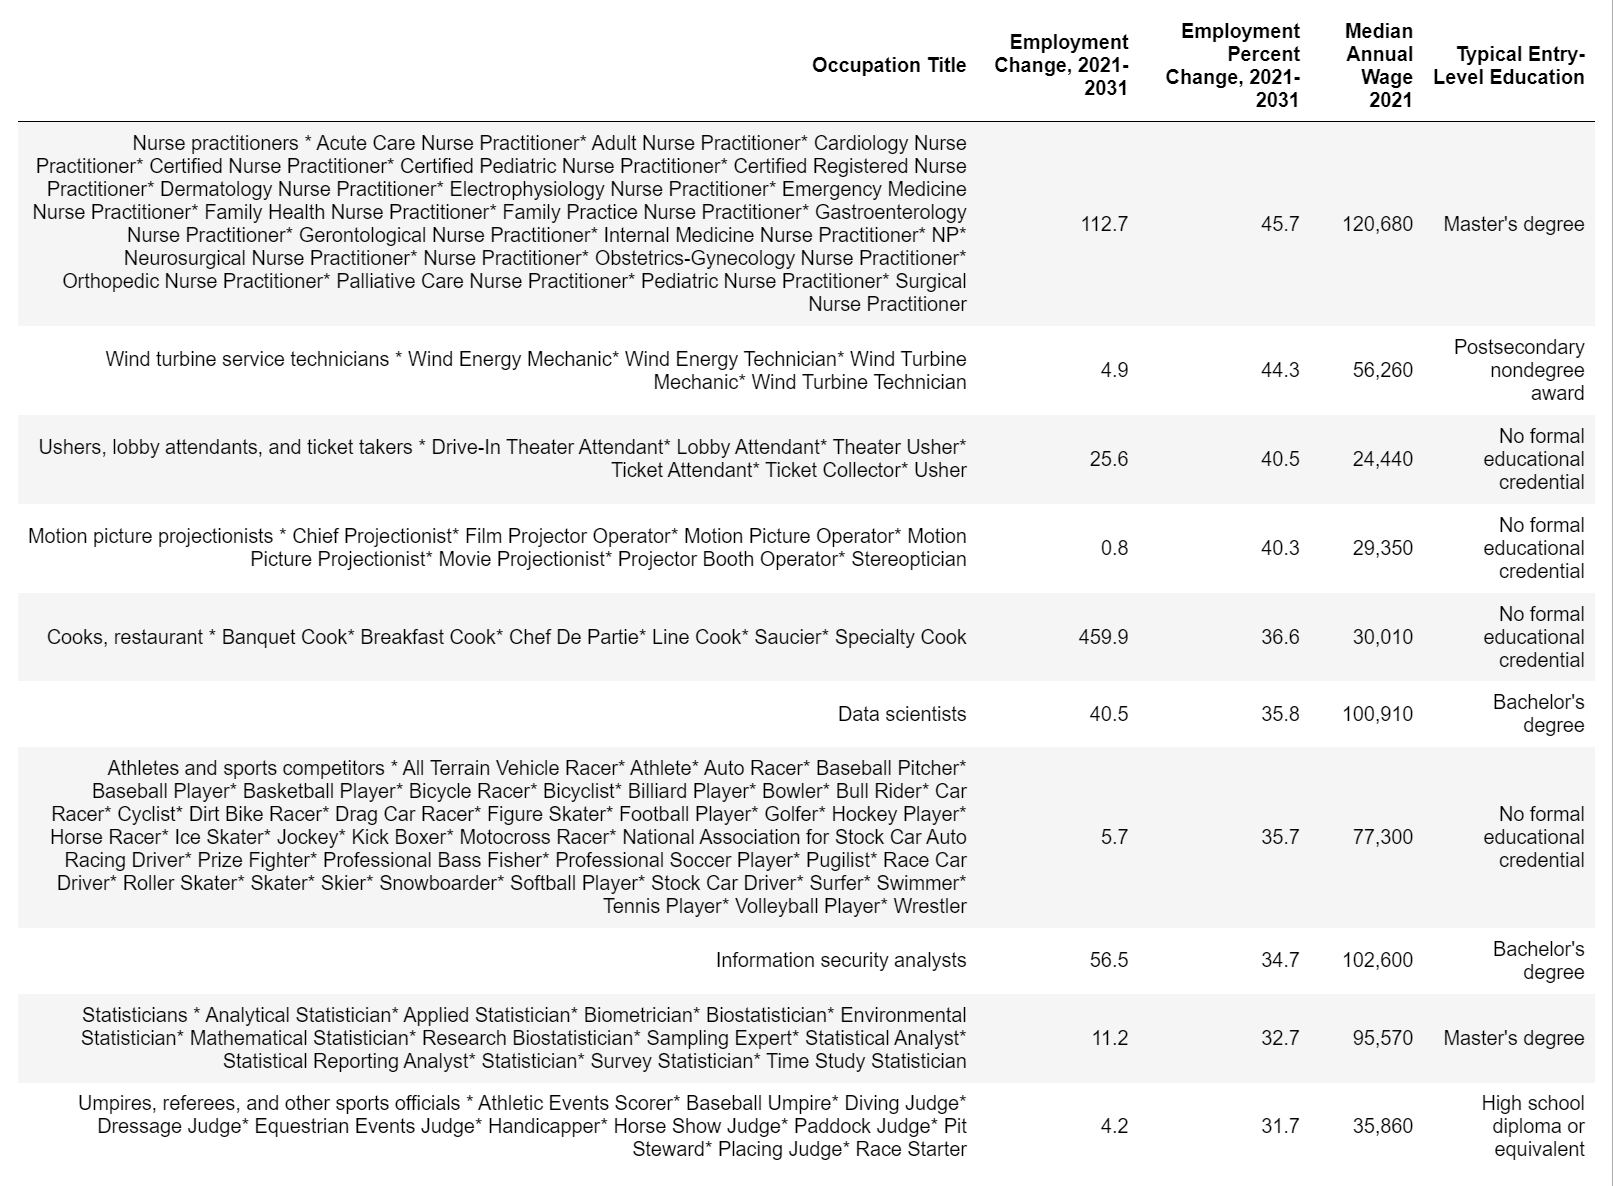 Occupation Title
Employment
Change, 2021-
2031
Employment
Percent
Change, 2021-
2031
Median
Annual
Wage
2021
Typical Entry-
Level Education
Nurse practitioners * Acute Care Nurse Practitioner* Adult Nurse Practitioner* Cardiology Nurse
Practitioner* Certified Nurse Practitioner* Certified Pediatric Nurse Practitioner* Certified Registered Nurse
Practitioner* Dermatology Nurse Practitioner* Electrophysiology Nurse Practitioner* Emergency Medicine
Nurse Practitioner* Family Health Nurse Practitioner* Family Practice Nurse Practitioner* Gastroenterology
Nurse Practitioner* Gerontological Nurse Practitioner* Internal Medicine Nurse Practitioner* NP*
Neurosurgical Nurse Practitioner* Nurse Practitioner* Obstetrics-Gynecology Nurse Practitioner*
Orthopedic Nurse Practitioner* Palliative Care Nurse Practitioner* Pediatric Nurse Practitioner* Surgical
Nurse Practitioner
112.7
45.7
120,680
Master's degree
Wind turbine service technicians * Wind Energy Mechanic* Wind Energy Technician* Wind Turbine
Mechanic* Wind Turbine Technician
4.9
44.3
56,260
Postsecondary
nondegree
award
Ushers, lobby attendants, and ticket takers * Drive-In Theater Attendant* Lobby Attendant* Theater Usher*
Ticket Attendant* Ticket Collector* Usher
25.6
40.5
24,440
No formal
educational
credential
Motion picture projectionists * Chief Projectionist* Film Projector Operator* Motion Picture Operator* Motion
Picture Projectionist* Movie Projectionist* Projector Booth Operator* Stereoptician
0.8
40.3
29,350
No formal
educational
credential
Cooks, restaurant * Banquet Cook* Breakfast Cook* Chef De Partie* Line Cook* Saucier* Specialty Cook
459.9
36.6
30,010
No formal
educational
credential
Data scientists
40.5
35.8
100,910
Bachelor's
degree
Athletes and sports competitors * All Terrain Vehicle Racer* Athlete* Auto Racer* Baseball Pitcher*
Baseball Player* Basketball Player* Bicycle Racer* Bicyclist* Billiard Player* Bowler* Bull Rider* Car
Racer* Cyclist* Dirt Bike Racer* Drag Car Racer* Figure Skater* Football Player* Golfer* Hockey Player*
Horse Racer* Ice Skater* Jockey* Kick Boxer* Motocross Racer* National Association for Stock Car Auto
Racing Driver* Prize Fighter* Professional Bass Fisher* Professional Soccer Player* Pugilist* Race Car
Driver* Roller Skater* Skater* Skier* Snowboarder* Softball Player* Stock Car Driver* Surfer* Swimmer*
Tennis Player* Volleyball Player* Wrestler
5.7
35.7
77,300
No formal
educational
credential
Information security analysts
56.5
34.7
102,600
Bachelor's
degree
Statisticians * Analytical Statistician* Applied Statistician* Biometrician* Biostatistician* Environmental
Statistician* Mathematical Statistician* Research Biostatistician* Sampling Expert* Statistical Analyst*
Statistical Reporting Analyst* Statistician* Survey Statistician* Time Study Statistician
11.2
32.7
95,570
Master's degree
Umpires, referees, and other sports officials * Athletic Events Scorer* Baseball Umpire* Diving Judge*
Dressage Judge* Equestrian Events Judge* Handicapper* Horse Show Judge* Paddock Judge* Pit
Steward* Placing Judge* Race Starter
4.2
31.7
35,860
High school
diploma or
equivalent